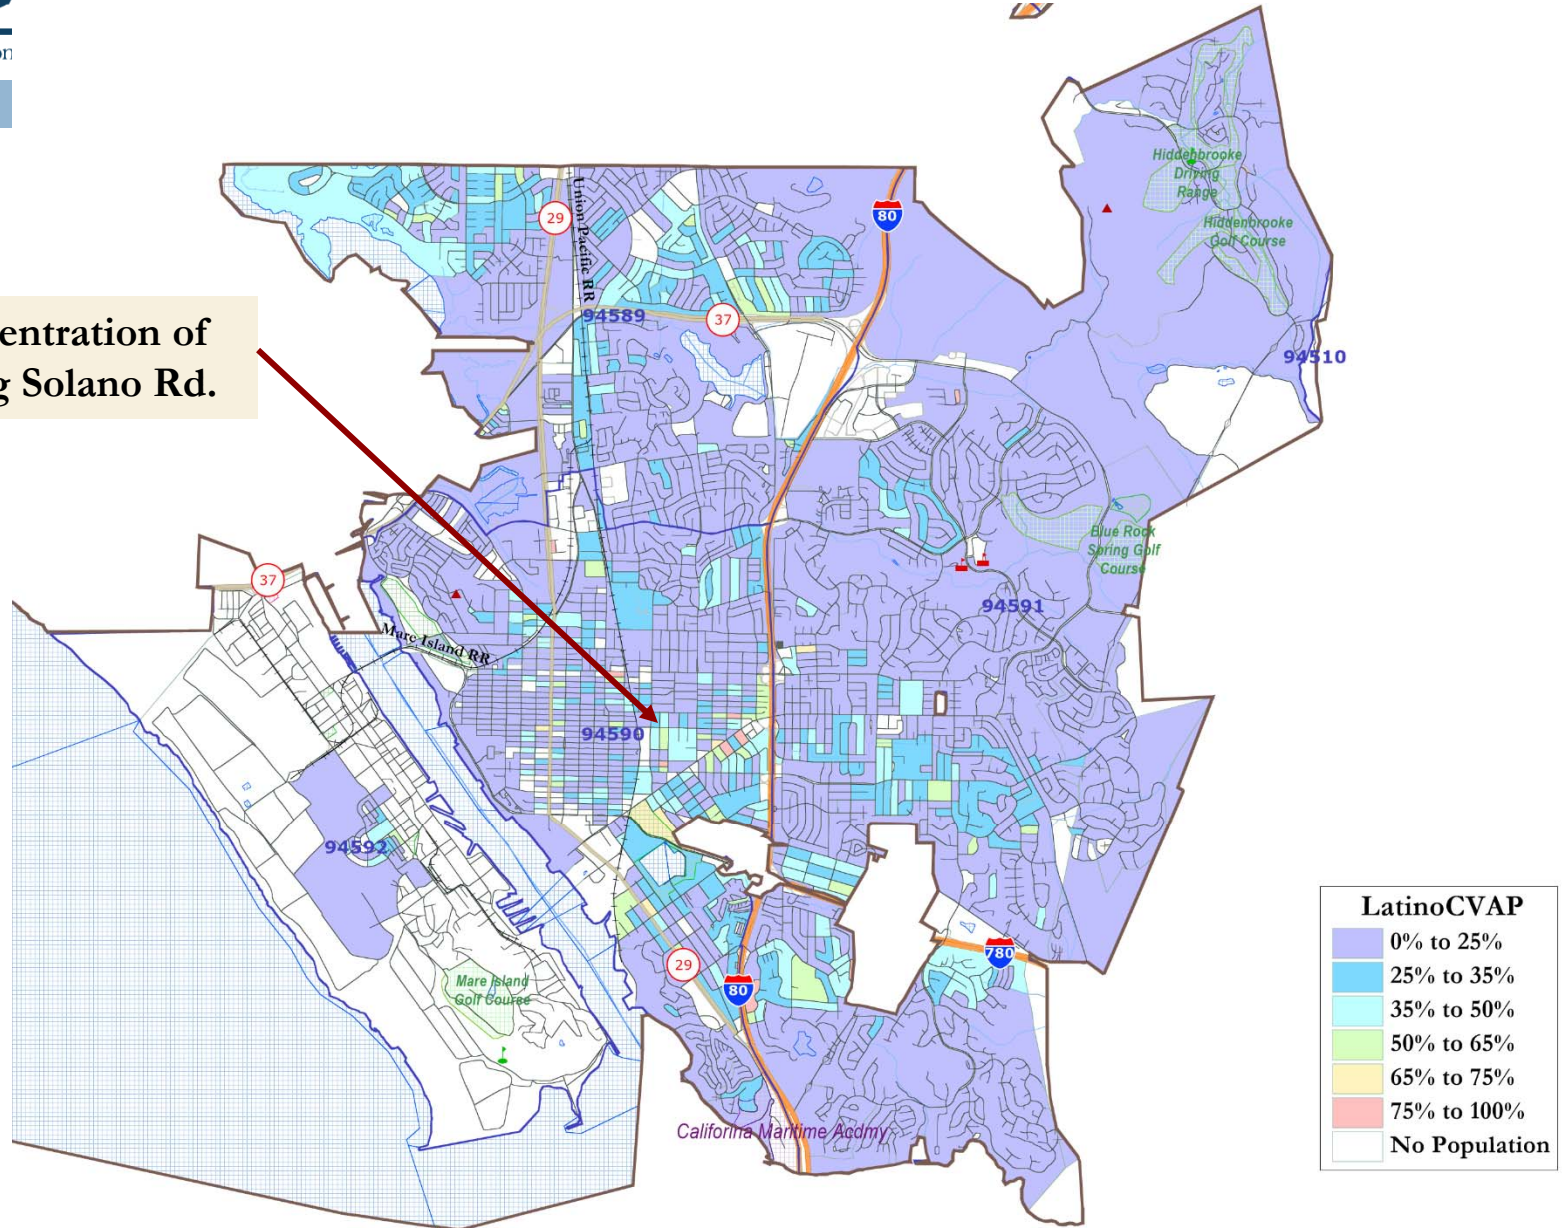 on
Hiddenbrooke
Driving
Range
Hiddenbrooke
Golf Course
80
29
Union Pacific RR
entration of
g Solano Rd.
94589
37
94510
Blue Rock
Spring Golf
Course
37
94591
Mare Island RR
94590
94592
LatinoCVAP
0% to 25%
25% to 35%
35% to 50%
50% to 65%
65% to 75%
75% to 100%
No Population
780
29
80
Mare Island
Golf Course
Califorina Maritime Acdmy